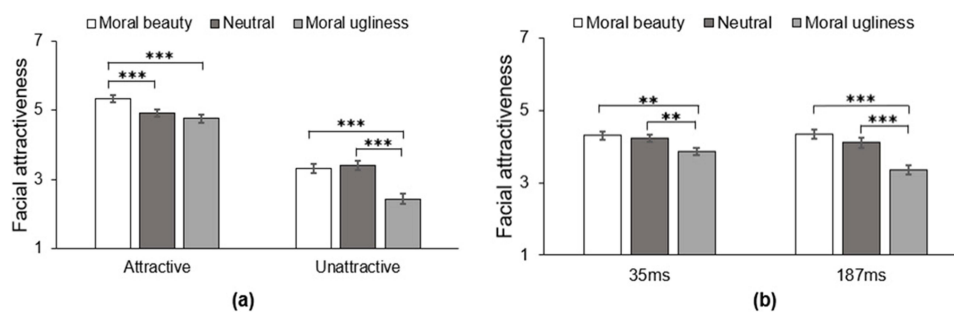 Moral beauty Neutral Moral ugliness
Facial attractiveness
7
5
3
1
***
***
***
***
Attractive Unattractive
(a)
Moral beauty Neutral Moral ugliness
Facial attractiveness
7
5
3
1
**
**
***
***
35ms 187ms
(b)